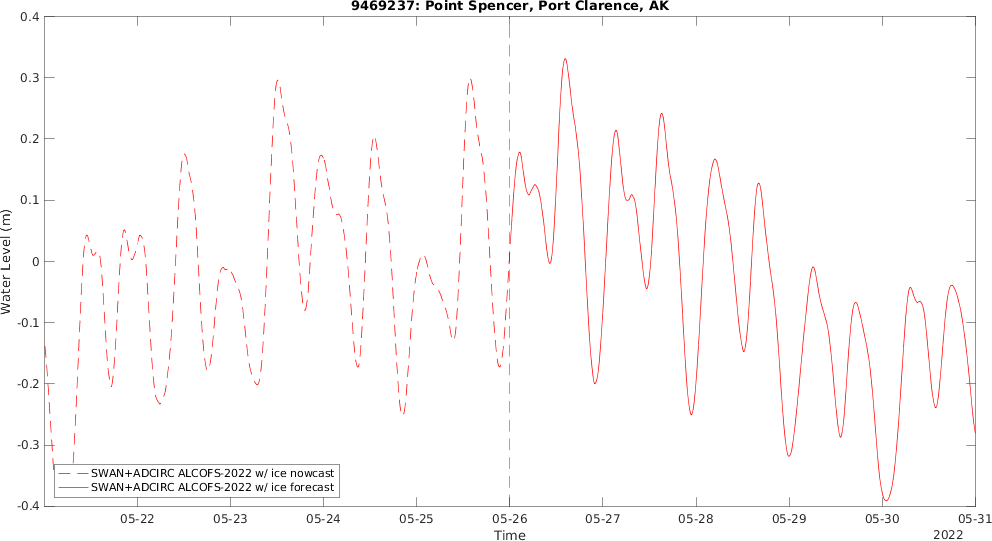 9469237: Point Spencer, Port Clarence, AK
0.4
0.3
0.2
0.1
0
-0.1
-0.2
-0.3
-0.4
Water Level (m)
SWAN+ADCIRC ALCOFS-2022 w/ ice nowcast
SWAN+ADCIRC ALCOFS-2022 w/ ice forecast
05-22 05-23 05-24 05-25 05-26 05-27 05-28 05-29 05-30 05-31
Time
2022